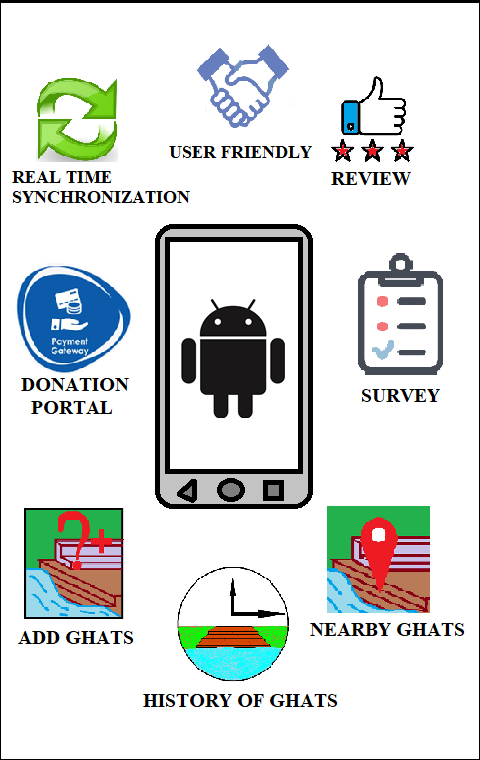 USER FRIENDLY
REVIEW
REAL TIME
SYNCHRONIZATION
Payment
Gateway
DONATION
PORTAL
SURVEY
ADD GHATS
NEARBY GHATS
HISTORY OF GHATS